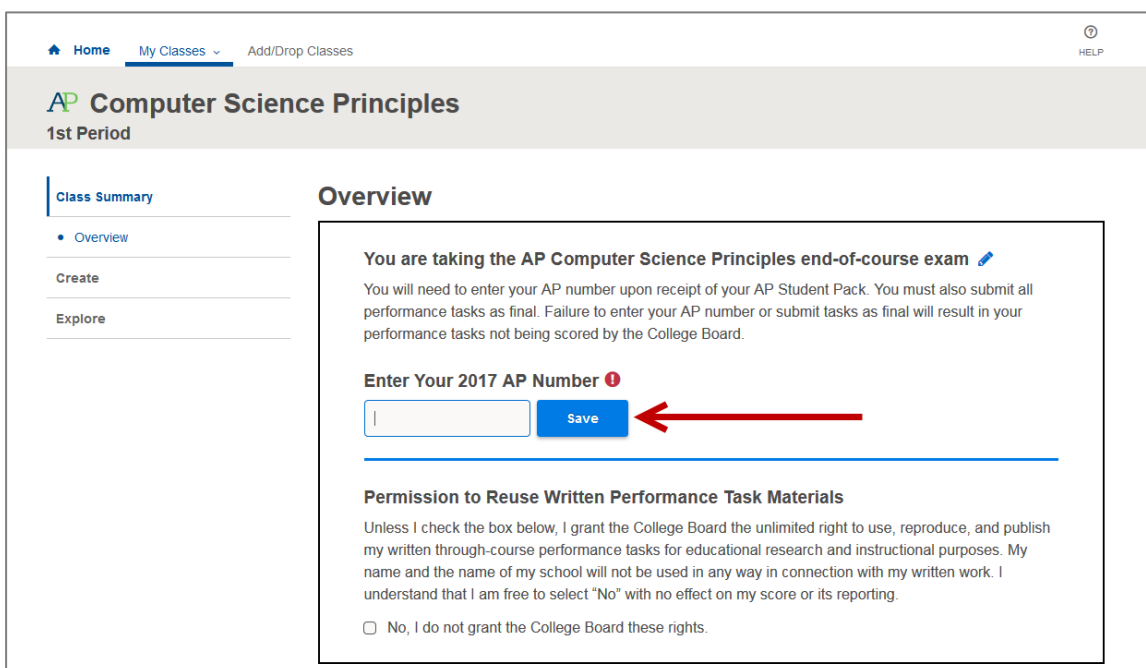 Home My Classes Add/Drop Classes
HELP
AP Computer Science Principles
1st Period
Class Summary
• Overview
Create
Explore
Overview
You are taking the AP Computer Science Principles end-of-course exam
You will need to enter your AP number upon receipt of your AP Student Pack. You must also submit all
performance tasks as final. Failure to enter your AP number or submit tasks as final will result in your
performance tasks not being scored by the College Board.
Enter Your 2017 AP Number
Save
Permission to Reuse Written Performance Task Materials
Unless I check the box below, I grant the College Board the unlimited right to use, reproduce, and publish
my written through-course performance tasks for educational research and instructional purposes. My
name and the name of my school will not be used in any way in connection with my written work. I
understand that I am free to select “No” with no effect on my score or its reporting.
No, I do not grant the College Board these rights.